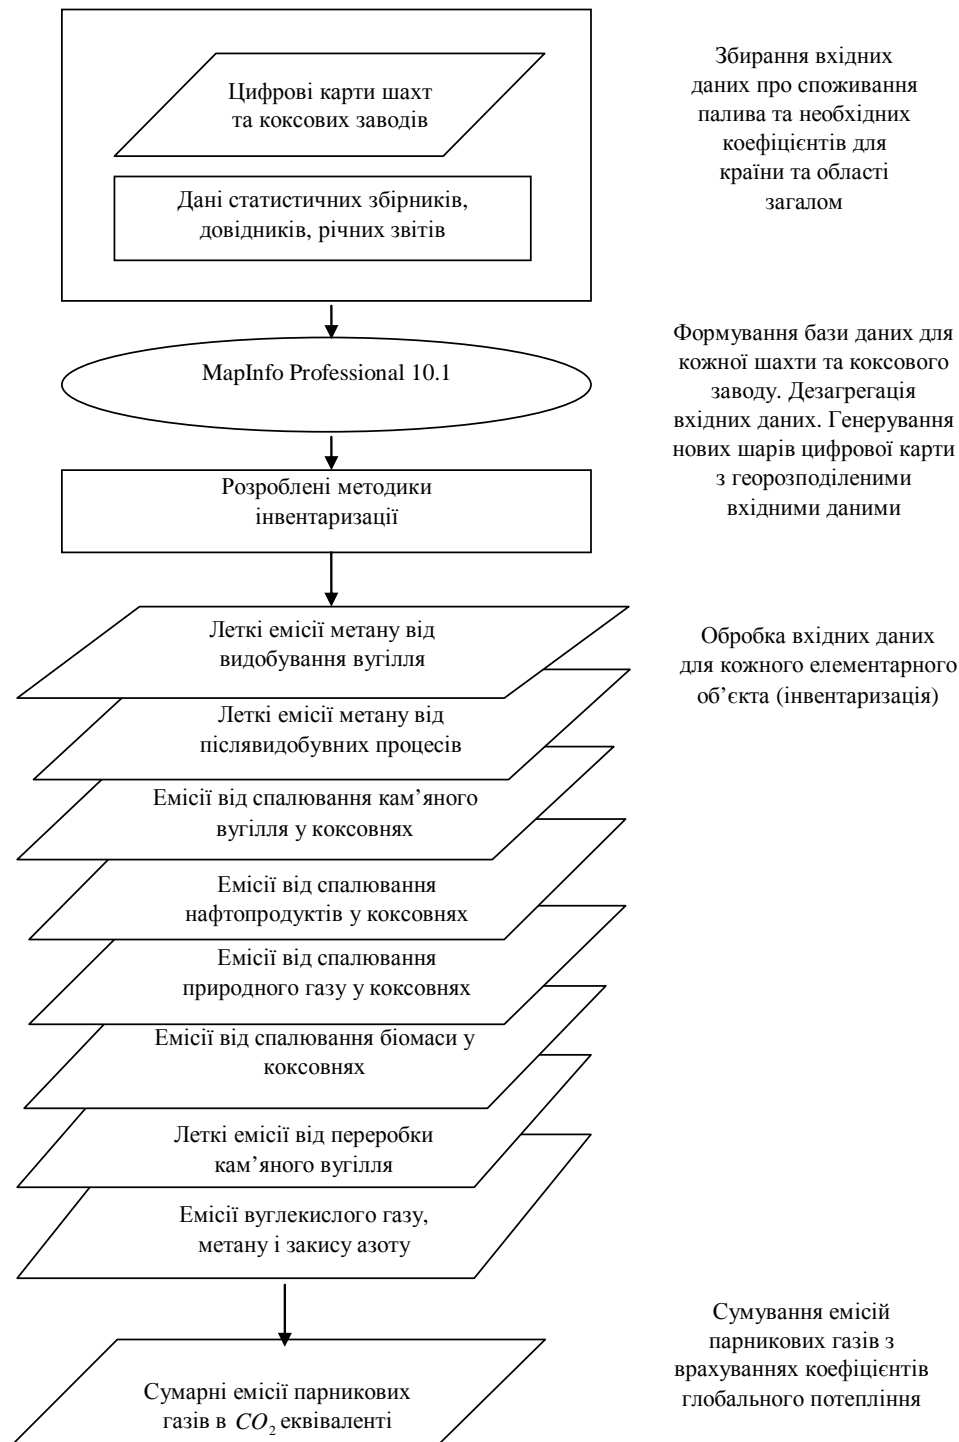 Цифрові карти шахт
та коксових заводів
Дані статистичних збірників,
довідників, річних звітів
Збирання вхідних
даних про споживання
палива та необхідних
коефіцієнтів для
країни та області
загалом
MapInfo Professional 10.1
Розроблені методики
інвентаризації
Формування бази даних для
кожної шахти та коксового
заводу. Дезагрегація
вхідних даних. Генерування
нових шарів цифрової карти
з георозподіленими
вхідними даними
Леткі емісії метану від
видобування вугілля
Леткі емісії метану від
післявидобувних процесів
Емісії від спалювання кам’яного
вугілля у коксовнях
Емісії від спалювання
нафтопродуктів у коксовнях
Емісії від спалювання
природного газу у коксовнях
Емісії від спалювання біомаси у
коксовнях
Леткі емісії від переробки
кам’яного вугілля
Емісії вуглекислого газу,
метану і закису азоту
Обробка вхідних даних
для кожного елементарного
об’єкта (інвентаризація)
Сумарні емісії парникових
газів в CO₂ еквіваленті
Сумування емісій
парникових газів з
врахуваннях коефіцієнтів
глобального потепління